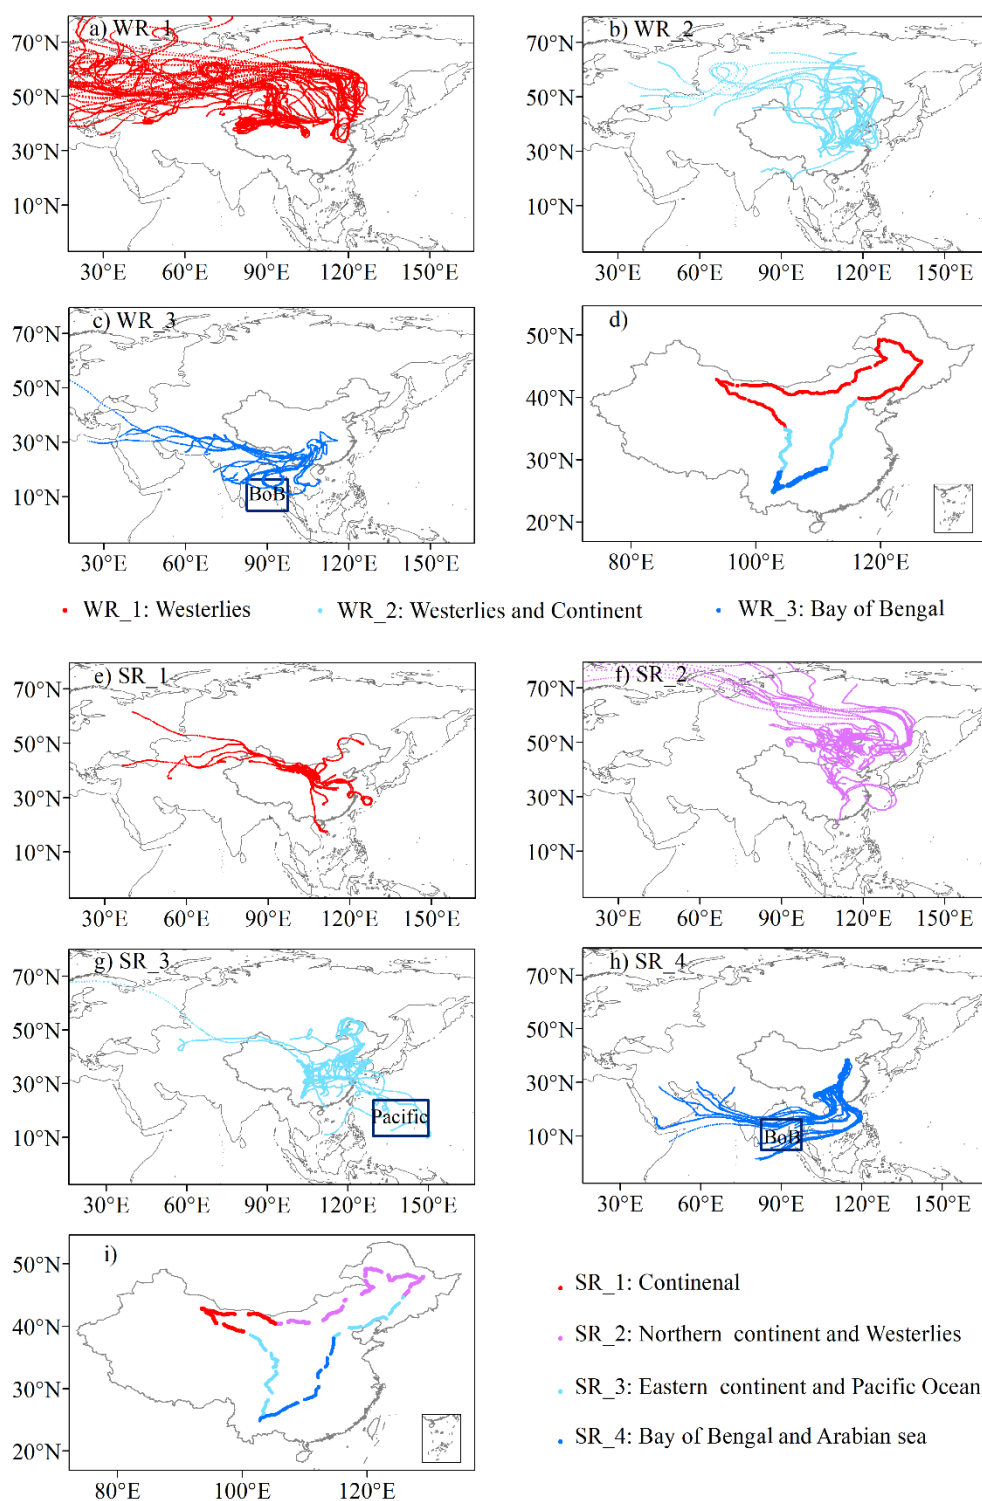 a) WR_1
70°N
50°N
30°N
10°N
30°E 60°E 90°E 120°E 150°E
b) WR_2
70°N
50°N
30°N
10°N
30°E 60°E 90°E 120°E 150°E
c) WR_3
70°N
50°N
30°N
10°N
BoB
30°E 60°E 90°E 120°E 150°E
d)
50°N
40°N
30°N
20°N
80°E 100°E 120°E
WR_1: Westerlies
WR_2: Westerlies and Continent
WR_3: Bay of Bengal
e) SR_1
70°N
50°N
30°N
10°N
30°E 60°E 90°E 120°E 150°E
f) SR_2
70°N
50°N
30°N
10°N
30°E 60°E 90°E 120°E 150°E
g) SR_3
70°N
50°N
30°N
10°N
Pacific
30°E 60°E 90°E 120°E 150°E
h) SR_4
70°N
50°N
30°N
10°N
BoB
30°E 60°E 90°E 120°E 150°E
i)
50°N
40°N
30°N
20°N
80°E 100°E 120°E
SR_1: Continenal
SR_2: Northern continent and Westerlies
SR_3: Eastern continent and Pacific Ocean
SR_4: Bay of Bengal and Arabian sea